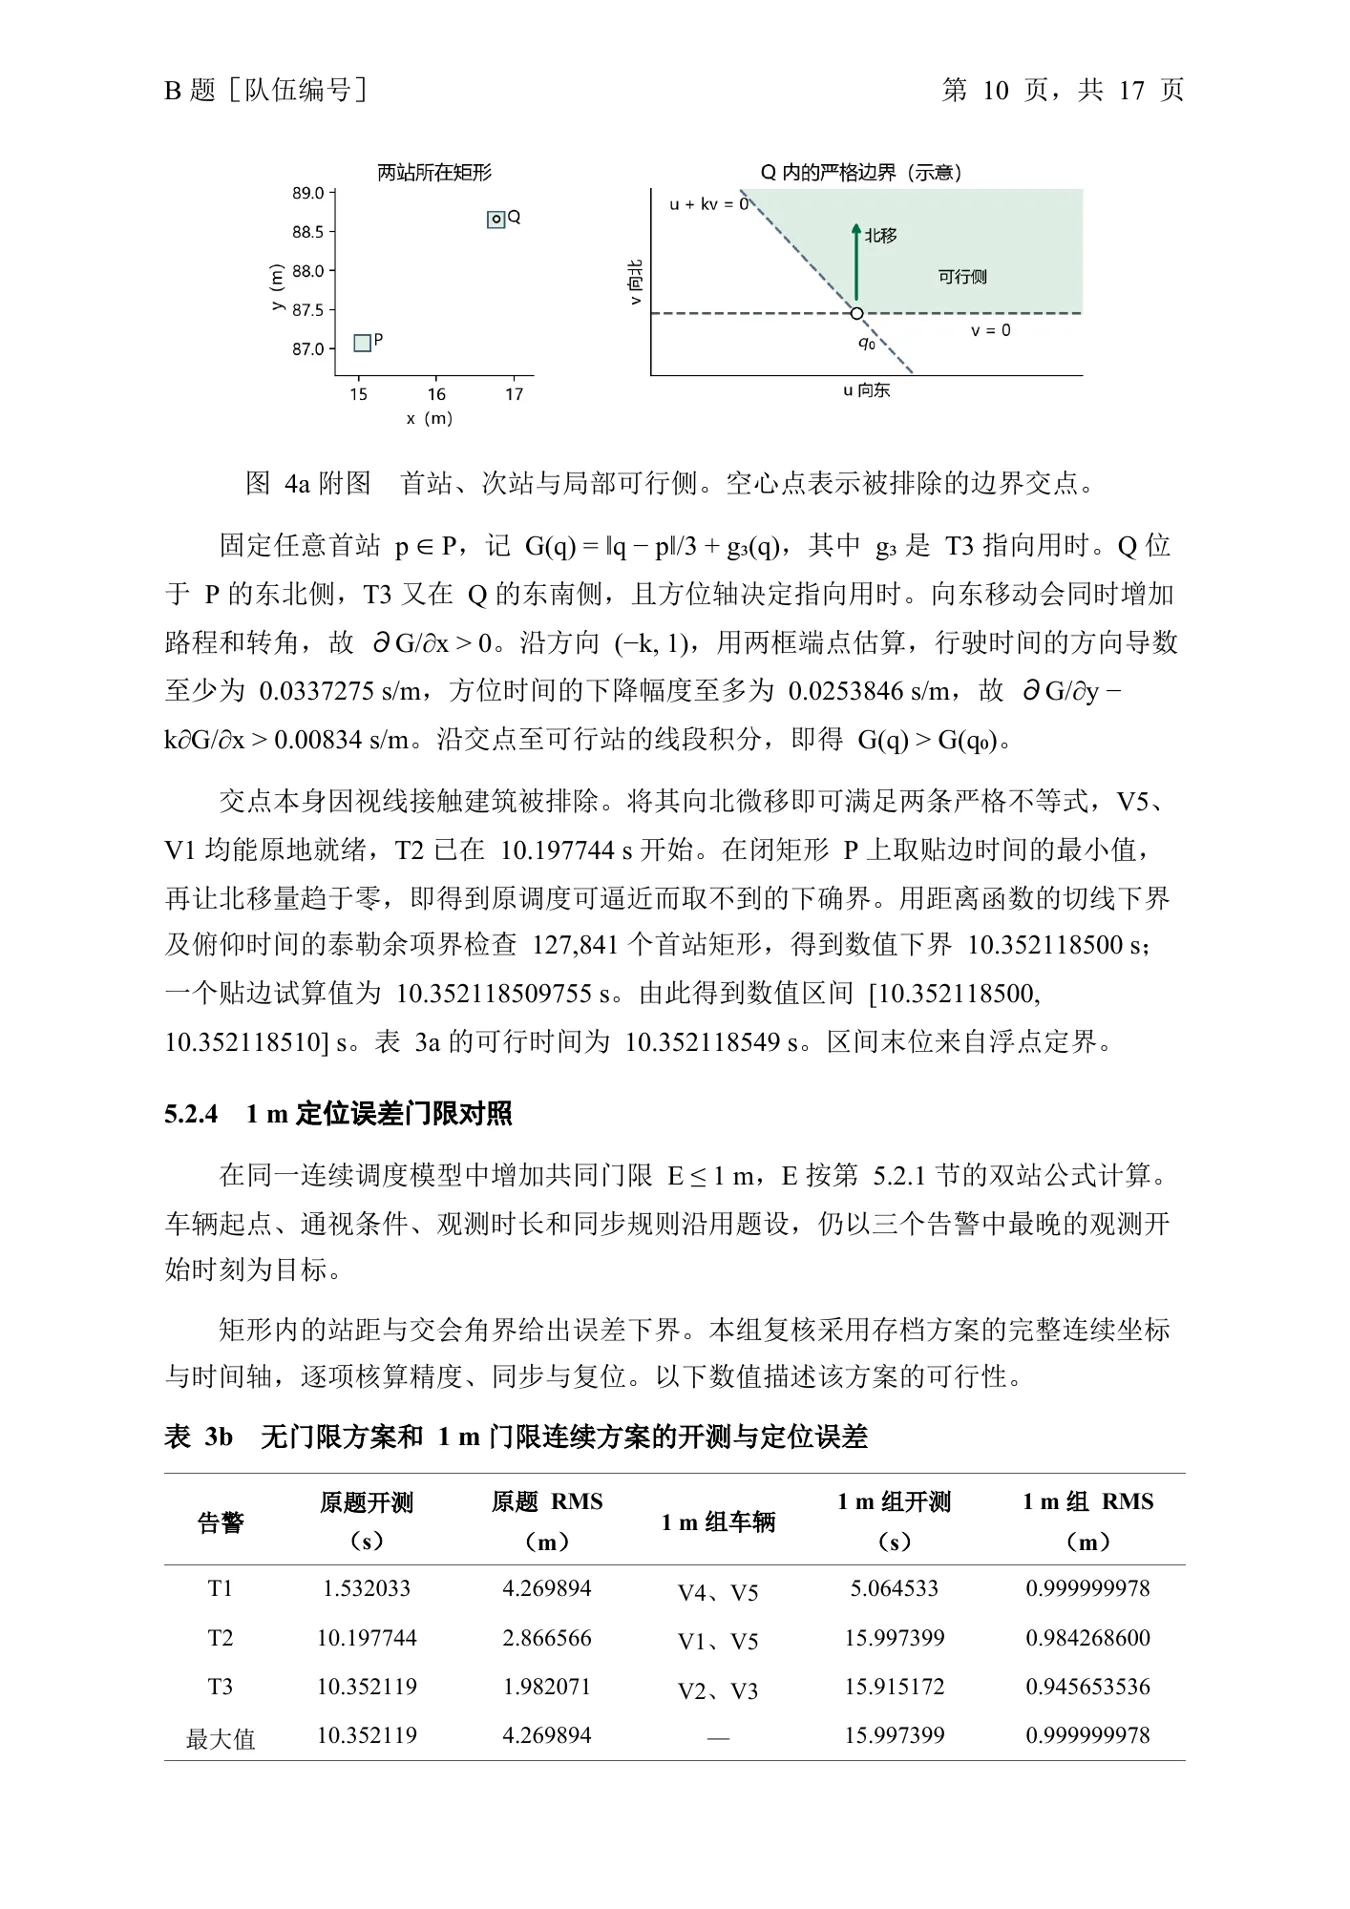 B 题［队伍编号］ 第 10 页，共 17 页
两站所在矩形
89.0
88.5
88.0
87.5
87.0
y (m)
Q
P
15 16 17
x (m)
Q 内的严格边界（示意）
u + kv = 0
北移
可行侧
v 向北
v = 0
q₀
u 向东
图 4a 附图 首站、次站与局部可行侧。空心点表示被排除的边界交点。
固定任意首站 p ∈ P，记 G(q) = ‖q − p‖/3 + g₃(q)，其中 g₃ 是 T3 指向用时。Q 位
于 P 的东北侧，T3 又在 Q 的东南侧，且方位轴决定指向用时。向东移动会同时增加
路程和转角，故 ∂G/∂x > 0。沿方向 (−k, 1)，用两框端点估算，行驶时间的方向导数
至少为 0.0337275 s/m，方位时间的下降幅度至多为 0.0253846 s/m，故 ∂G/∂y −
k∂G/∂x > 0.00834 s/m。沿交点至可行站的线段积分，即得 G(q) > G(q₀)。
交点本身因视线接触建筑被排除。将其向北微移即可满足两条严格不等式，V5、
V1 均能原地就绪，T2 已在 10.197744 s 开始。在闭矩形 P 上取贴边时间的最小值，
再让北移量趋于零，即得到原调度可逼近而取不到的下确界。用距离函数的切线下界
及俯仰时间的泰勒余项界检查 127,841 个首站矩形，得到数值下界 10.352118500 s；
一个贴边试算值为 10.352118509755 s。由此得到数值区间 [10.352118500,
10.352118510] s。表 3a 的可行时间为 10.352118549 s。区间末位来自浮点定界。
5.2.4 1 m 定位误差门限对照
在同一连续调度模型中增加共同门限 E ≤ 1 m，E 按第 5.2.1 节的双站公式计算。
车辆起点、通视条件、观测时长和同步规则沿用题设，仍以三个告警中最晚的观测开
始时刻为目标。
矩形内的站距与交会角界给出误差下界。本组复核采用存档方案的完整连续坐标
与时间轴，逐项核算精度、同步与复位。以下数值描述该方案的可行性。
表 3b 无门限方案和 1 m 门限连续方案的开测与定位误差
告警 原题开测（s） 原题 RMS（m） 1 m 组车辆 1 m 组开测（s） 1 m 组 RMS（m）
T1 1.532033 4.269894 V4、V5 5.064533 0.999999978
T2 10.197744 2.866566 V1、V5 15.997399 0.984268600
T3 10.352119 1.982071 V2、V3 15.915172 0.945653536
最大值 10.352119 4.269894 — 15.997399 0.999999978